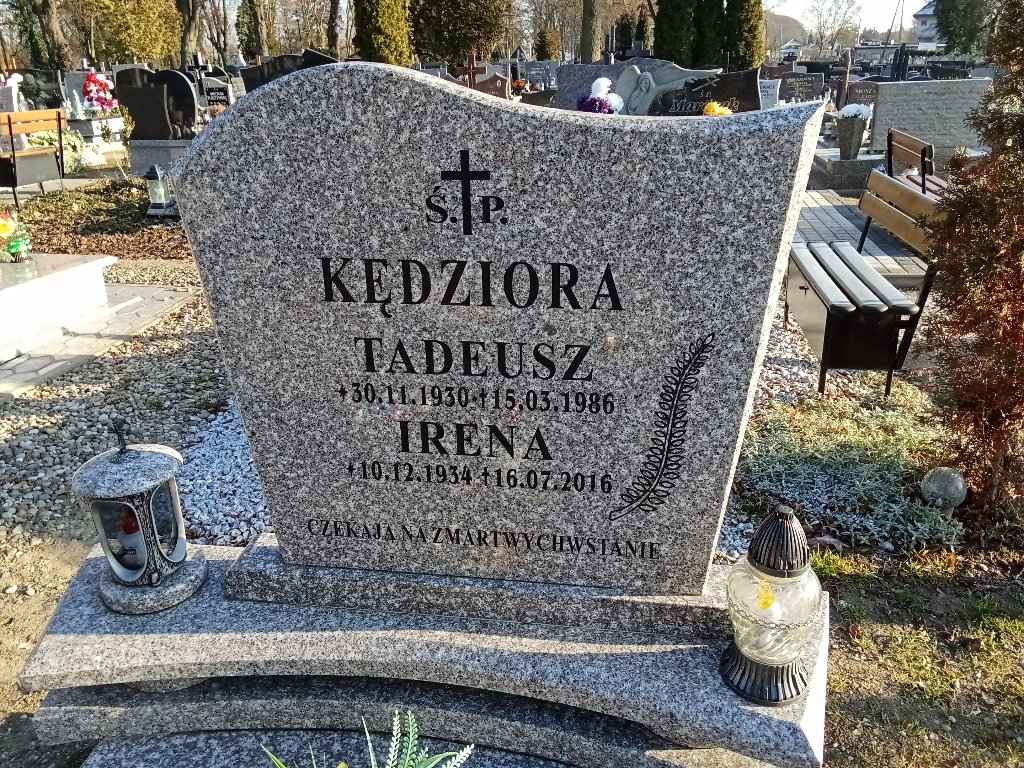 Ś. P.
KĘDZIORA
TADEUSZ
✶30.11.1930 †15.03.1986
IRENA
✶10.12.1934 †16.07.2016
CZEKAJĄ NA ZMARTWYCHWSTANIE